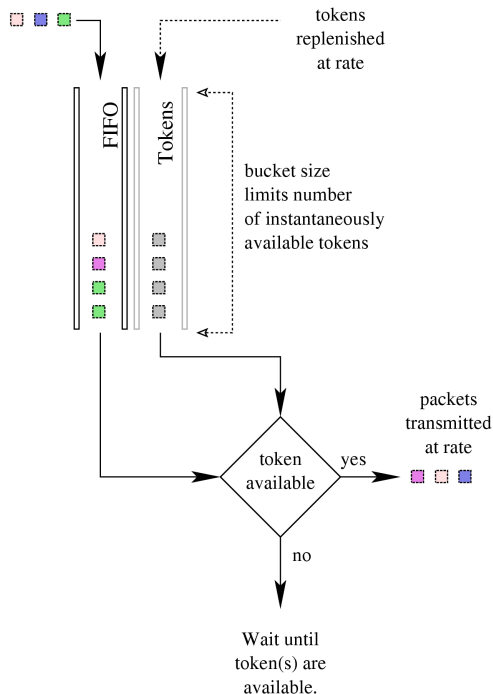 tokens
replenished
at rate
FIFO
Tokens
bucket size
limits number
of instantaneously
available tokens
packets
transmitted
at rate
token
available
yes
no
Wait until
token(s) are
available.